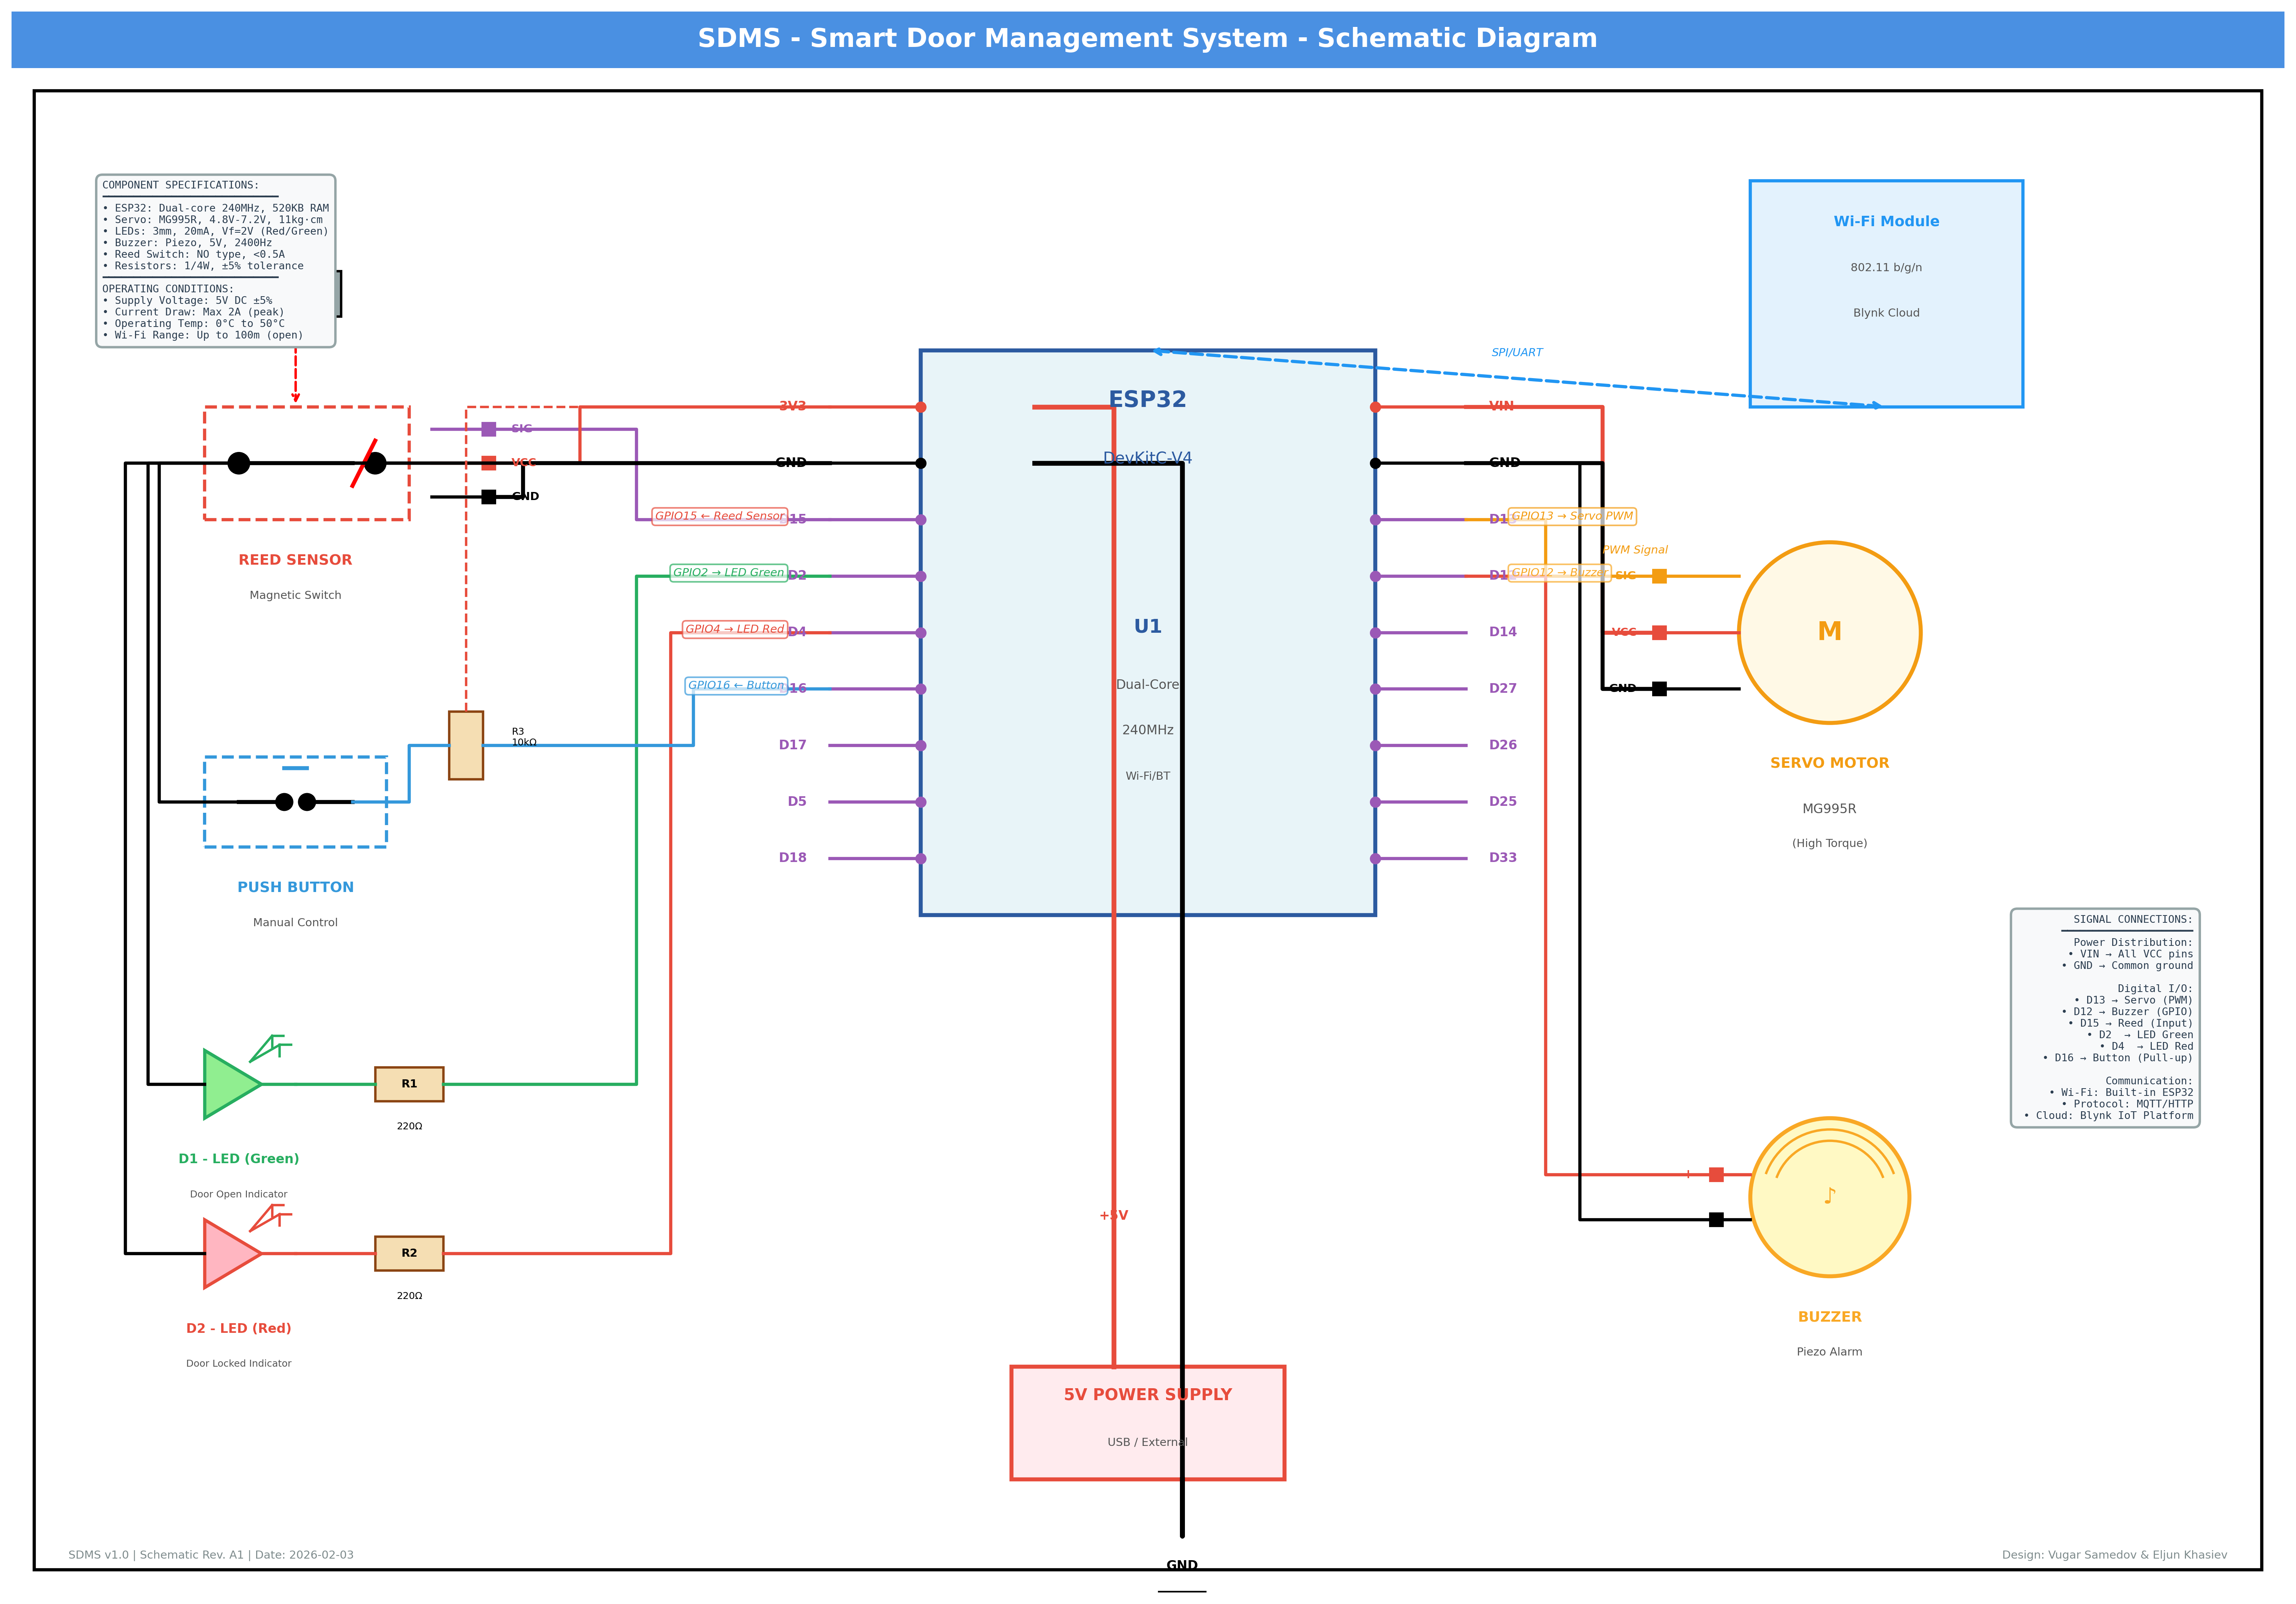 SDMS - Smart Door Management System - Schematic Diagram
COMPONENT SPECIFICATIONS:
• ESP32: Dual-core 240MHz, 520KB RAM
• Servo: MG995R, 4.8V-7.2V, 11kg·cm
• LEDs: 3mm, 20mA, Vf=2V (Red/Green)
• Buzzer: Piezo, 5V, 2400Hz
• Reed Switch: NO type, <0.5A
• Resistors: 1/4W, ±5% tolerance
OPERATING CONDITIONS:
• Supply Voltage: 5V DC ±5%
• Current Draw: Max 2A (peak)
• Operating Temp: 0°C to 50°C
• Wi-Fi Range: Up to 100m (open)
Wi-Fi Module
802.11 b/g/n
Blynk Cloud
SPI/UART
SIG
VCC
GND
REED SENSOR
Magnetic Switch
3V3
GND
GPIO15 ← Reed Sensor
GPIO2 → LED Green
D2
GPIO4 → LED Red
D4
GPIO16 ← Button
D17
D5
D18
ESP32
DevKitC-V4
U1
Dual-Core
240MHz
Wi-Fi/BT
VIN
GND
GPIO13 → Servo PWM
PWM Signal
GPIO12 → Buzzer
D14
D27
D26
D25
D33
SIG
VCC
GND
M
SERVO MOTOR
MG995R
(High Torque)
R3
10kΩ
PUSH BUTTON
Manual Control
SIGNAL CONNECTIONS:
Power Distribution:
• VIN → All VCC pins
• GND → Common ground
Digital I/O:
• D13 → Servo (PWM)
• D12 → Buzzer (GPIO)
• D15 → Reed (Input)
• D2 → LED Green
• D4 → LED Red
• D16 → Button (Pull-up)
Communication:
• Wi-Fi: Built-in ESP32
• Protocol: MQTT/HTTP
• Cloud: Blynk IoT Platform
R1
220Ω
D1 - LED (Green)
Door Open Indicator
R2
220Ω
D2 - LED (Red)
Door Locked Indicator
+
♪
BUZZER
Piezo Alarm
+5V
5V POWER SUPPLY
USB / External
GND
SDMS v1.0 | Schematic Rev. A1 | Date: 2026-02-03
Design: Vugar Samedov & Eljun Khasiev